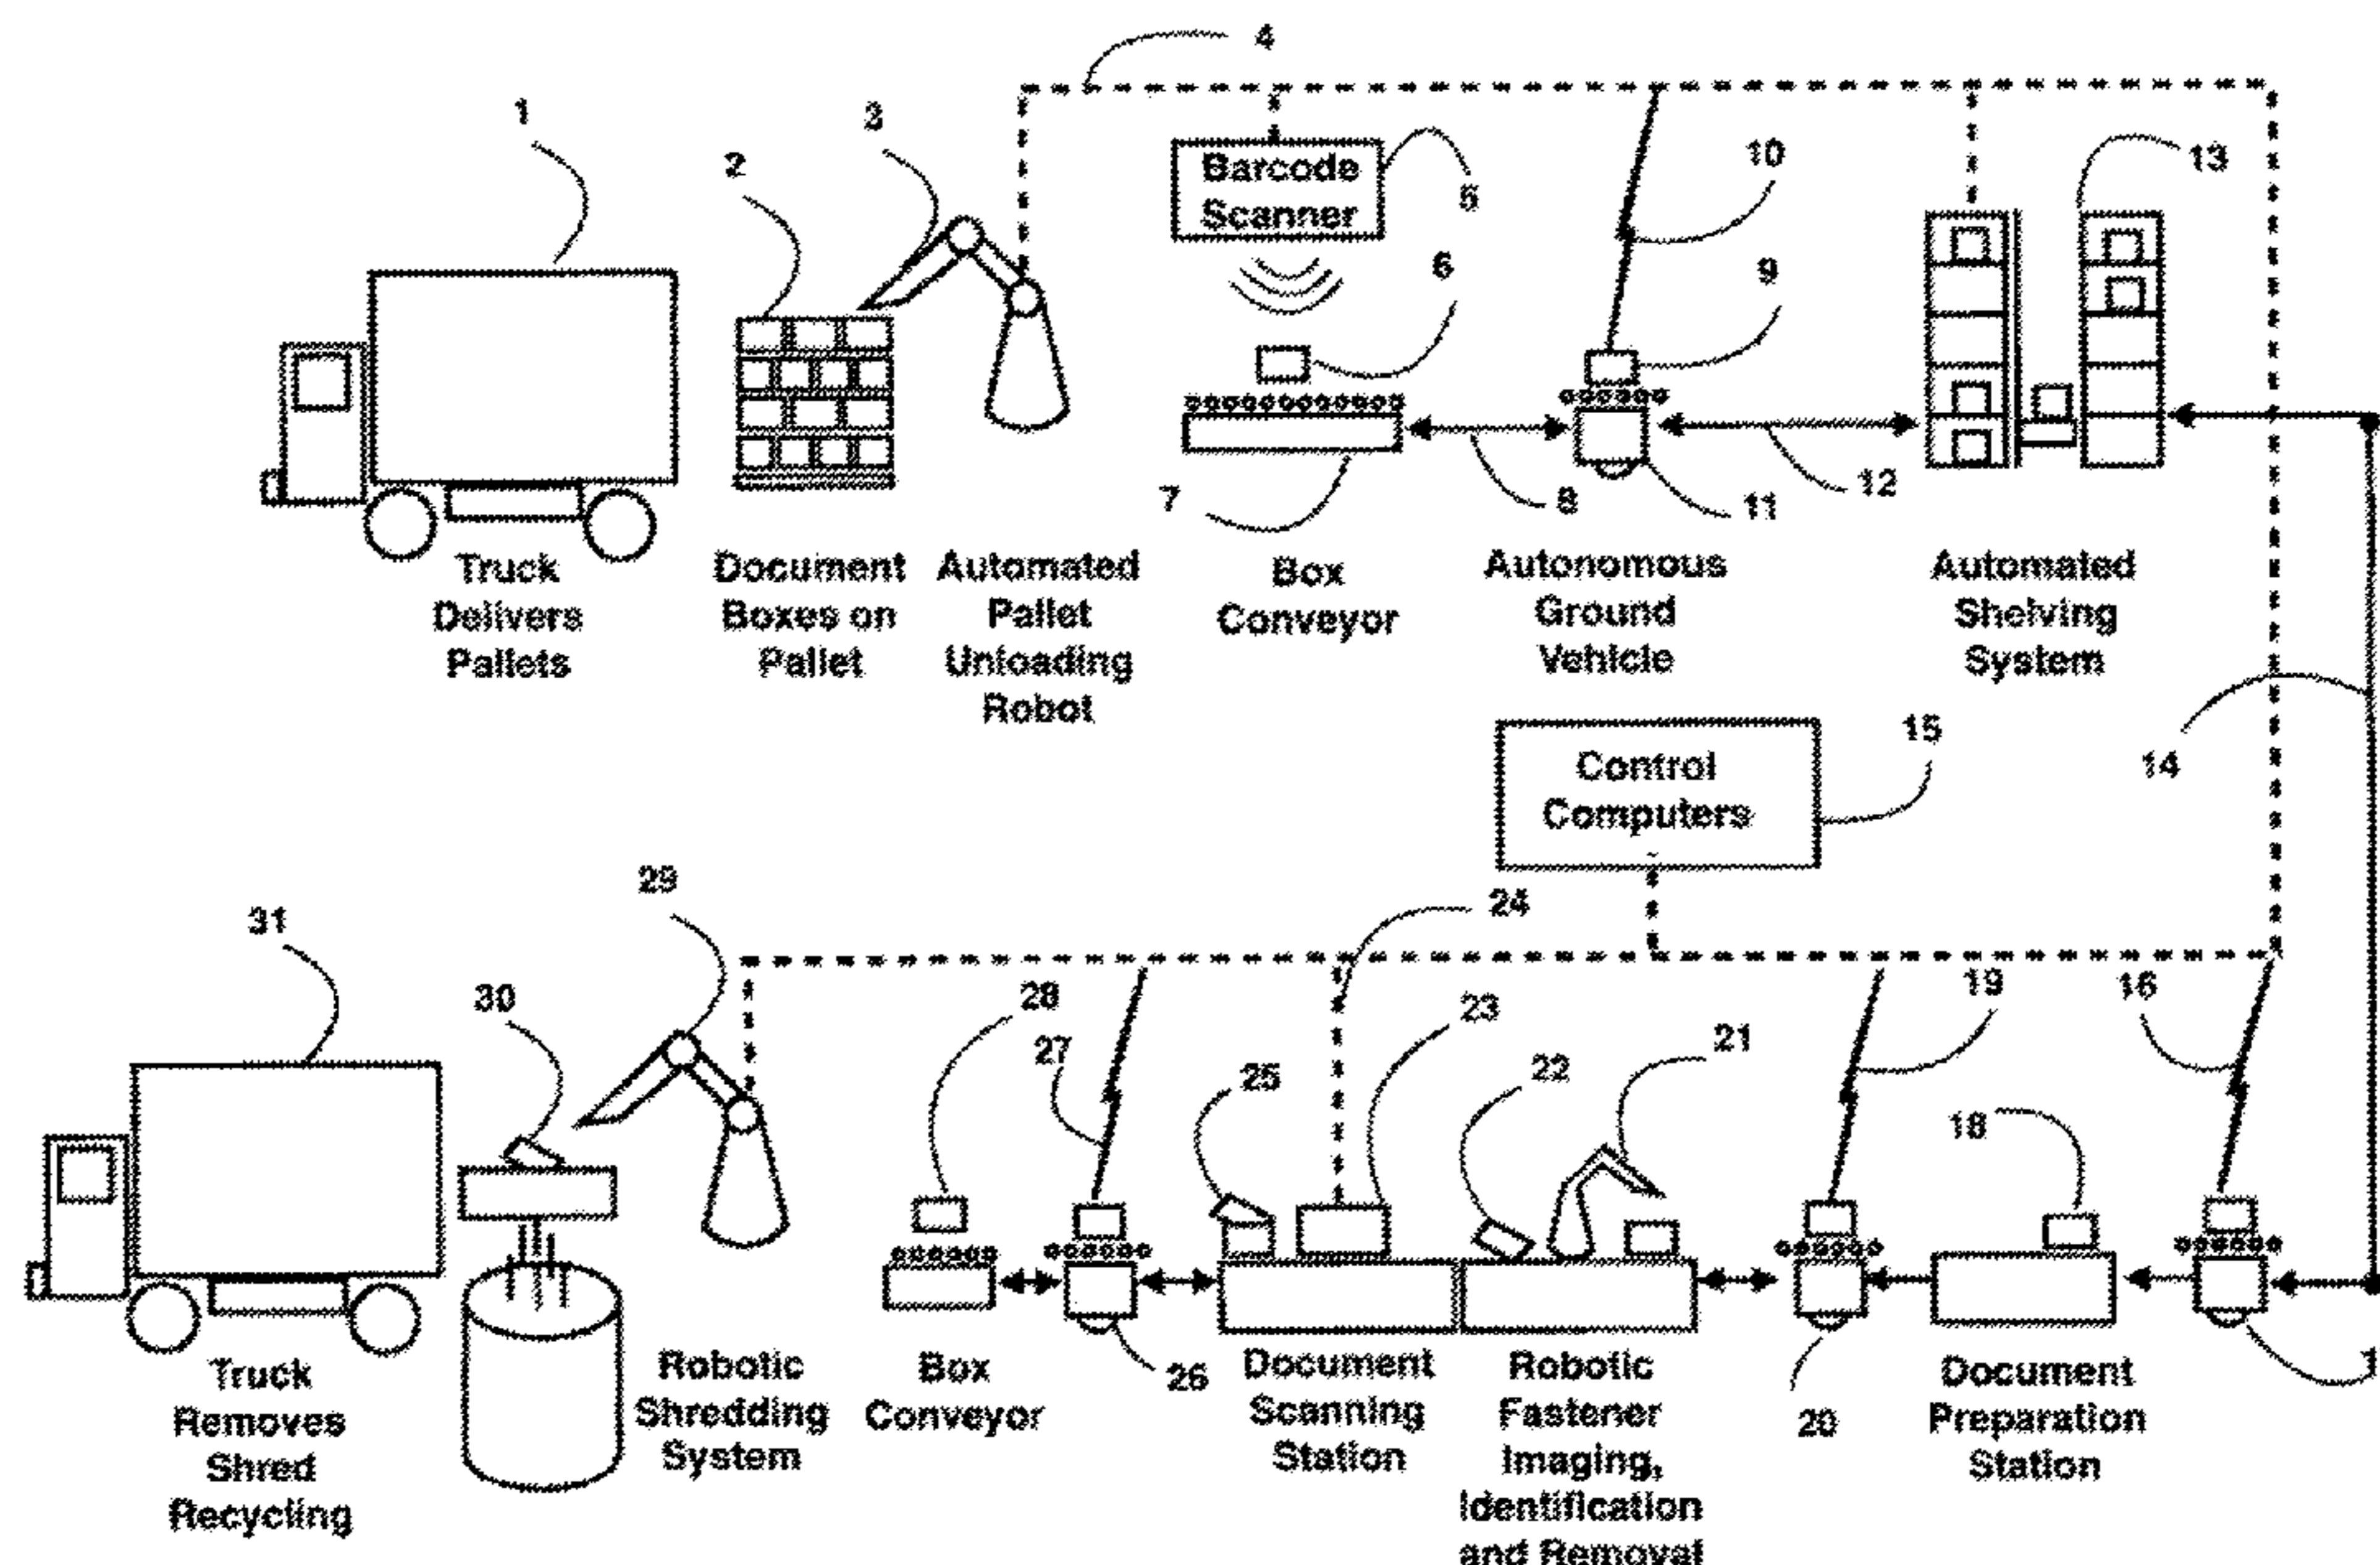 4
1
3
2
Barcode
Scanner
5
10
13
6
9
7
8
11
12
Truck
Delivers
Pallets
Document
Boxes on
Pallet
Automated
Pallet
Unloading
Robot
Box
Conveyor
Autonomous
Ground
Vehicle
Automated
Shelving
System
14
Control
Computers
15
31
30
29
28
27
25
24
23
22
21
19
16
18
26
20
1
Truck
Removes
Shred
Recycling
Robotic
Shredding
System
Box
Conveyor
Document
Scanning
Station
Robotic
Fastener
Imaging,
Identification
and Removal
Document
Preparation
Station